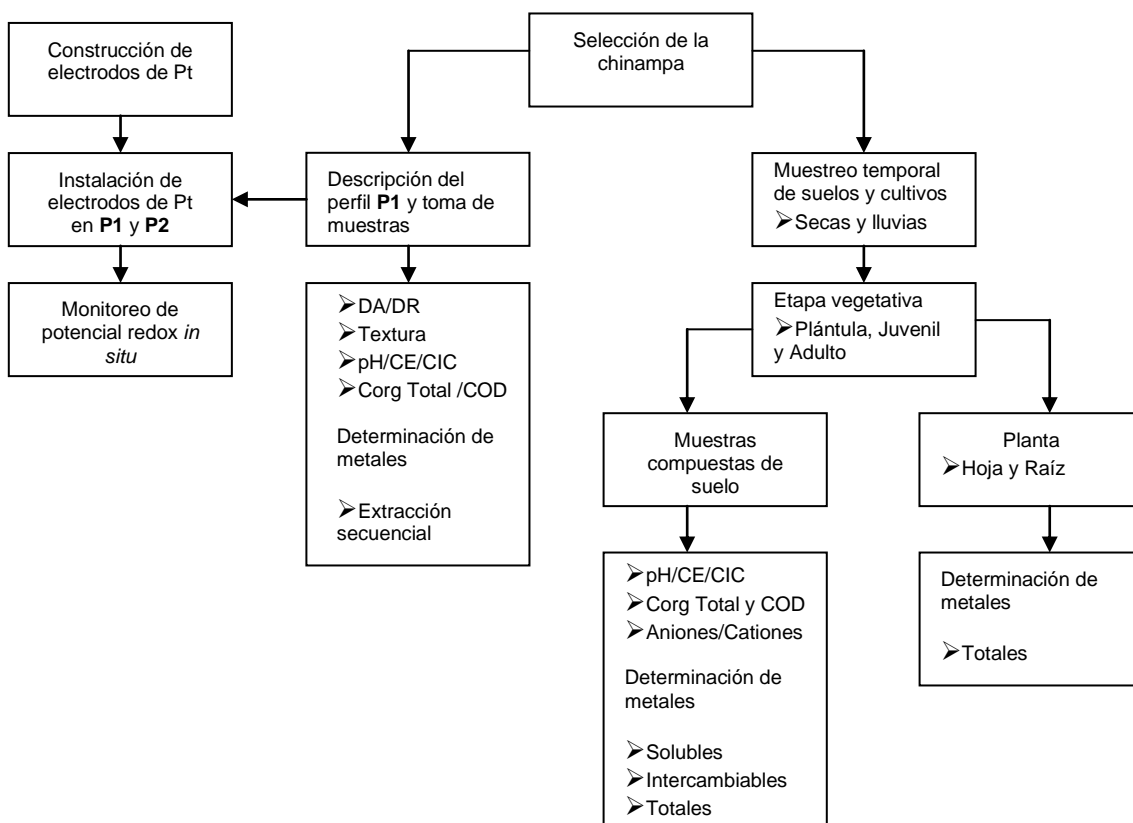 Construcción de
electrodos de Pt
Selección de la
chinampa
Instalación de
electrodos de Pt
en P1 y P2
Descripción del
perfil P1 y toma de
muestras
Muestreo temporal
de suelos y cultivos
➢Secas y lluvias
Monitoreo de
potencial redox in
situ
➢DA/DR
➢Textura
➢pH/CE/CIC
➢Corg Total /COD
Determinación de
metales
➢Extracción
secuencial
Etapa vegetativa
➢Plántula, Juvenil
y Adulto
Muestras
compuestas de
suelo
Planta
➢Hoja y Raíz
➢pH/CE/CIC
➢Corg Total y COD
➢Aniones/Cationes
Determinación de
metales
➢Solubles
➢Intercambiables
➢Totales
Determinación de
metales
➢Totales